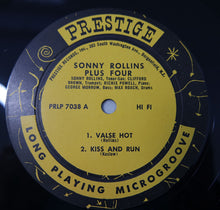 PRESTIGE
PRESTIGE RECORDS, INC., 203 South Washington Ave., Bergenfield, N.J.
SONNY ROLLINS
PLUS FOUR
SONNY ROLLINS, Tenor Sax; CLIFFORD
BROWN, Trumpet; RICHIE POWELL, Piano;
GEORGE MORROW, Bass; MAX ROACH, Drums
PRLP 7038 A
HI FI
1. VALSE HOT
(Rollins)
2. KISS AND RUN
(Coslow)
LONG PLAYING MICROGROOVE